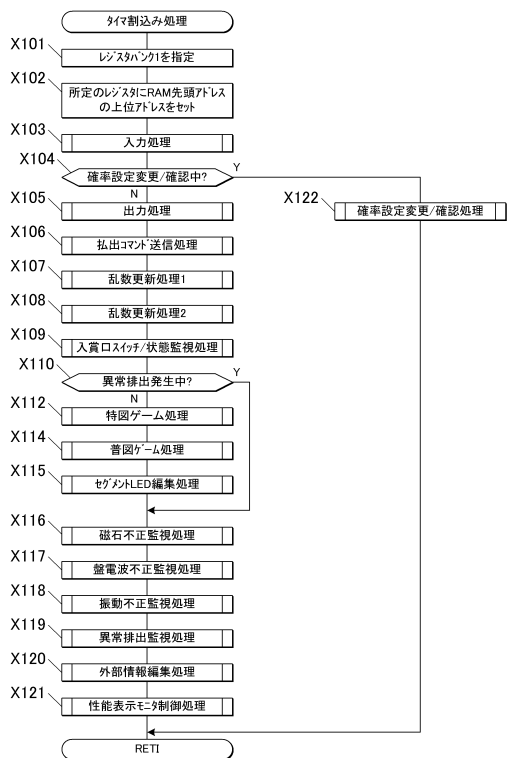 タイマ割込み処理
X101
レジスタバンク1を指定
X102
所定のレジスタにRAM先頭アドレス
の上位アドレスをセット
X103
入力処理
X104
確率設定変更/確認中?
Y
N
X105
出力処理
X122
確率設定変更/確認処理
X106
払出コマンド送信処理
X107
乱数更新処理1
X108
乱数更新処理2
X109
入賞口スイッチ/状態監視処理
X110
異常排出発生中?
Y
N
X112
特図ゲーム処理
X114
普図ゲーム処理
X115
セグメントLED編集処理
X116
磁石不正監視処理
X117
盤電波不正監視処理
X118
振動不正監視処理
X119
異常排出監視処理
X120
外部情報編集処理
X121
性能表示モニタ制御処理
RETI